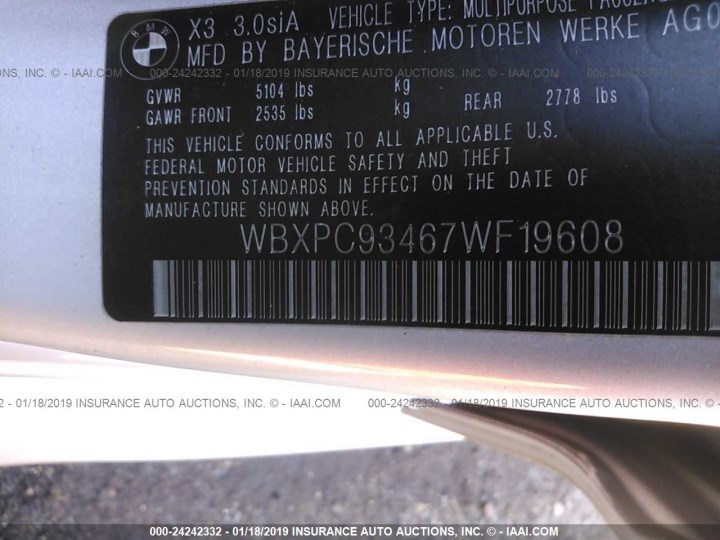 BMW
X3 3.0siA VEHICLE TYPE: MULTIPURPOSE
MFD BY BAYERISCHE MOTOREN WERKE AG
INC. © - IAAI.COM 000-24242332 - 01/18/2019 INSURANCE AUTO AUCTIONS, INC. © - IAAI.COM
GVWR 5104 lbs kg
GAWR FRONT 2535 lbs kg REAR 2778 lbs
THIS VEHICLE CONFORMS TO ALL APPLICABLE U.S.
FEDERAL MOTOR VEHICLE SAFETY AND THEFT
PREVENTION STANDARDS IN EFFECT ON THE DATE OF
MANUFACTURE SHOWN ABOVE.
WBXPC93467WF19608
2 - 01/18/2019 INSURANCE AUTO AUCTIONS, INC. © - IAAI.COM 000-24242332 - 01/18/2019 INSURANCE AUTO AUCTIONS, INC.
000-24242332 - 01/18/2019 INSURANCE AUTO AUCTIONS, INC. © - IAAI.COM